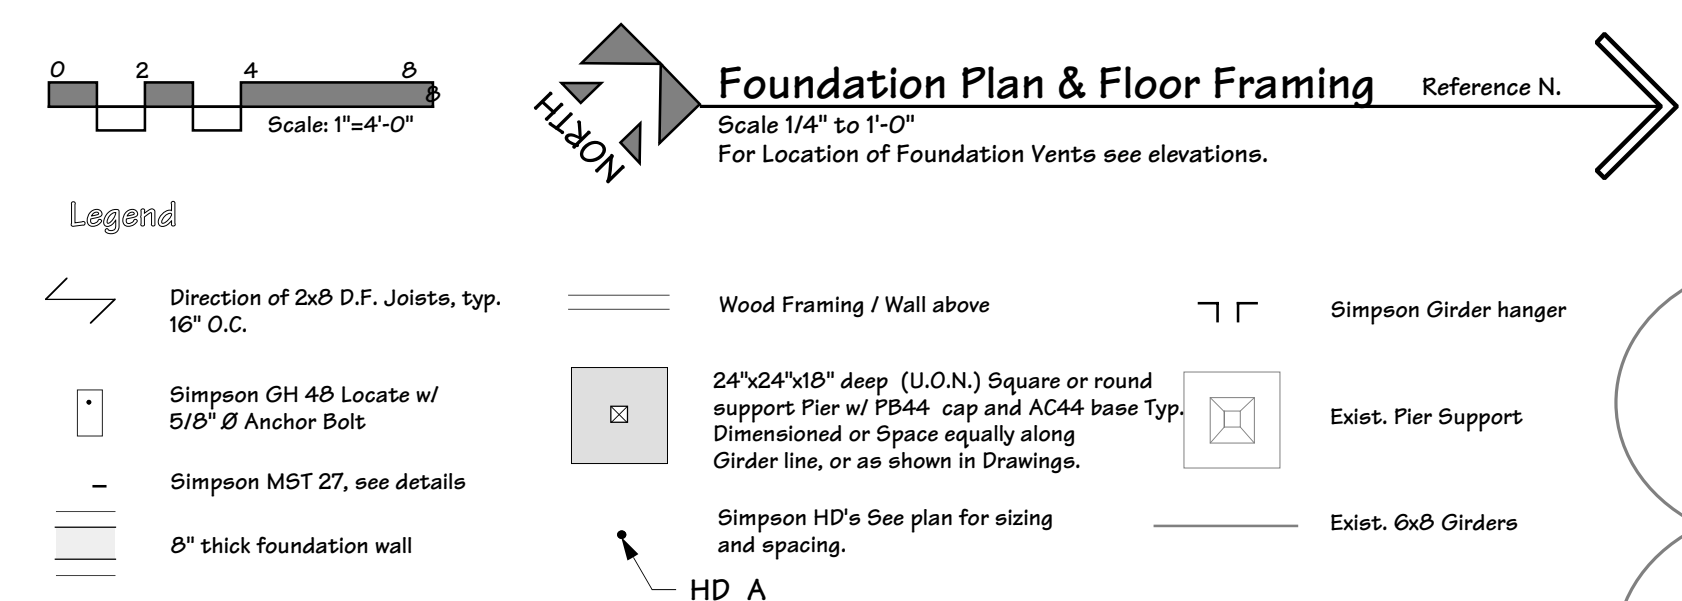 0 2 4 8
8
Scale: 1"=4'-0"
NORTH
Foundation Plan & Floor Framing
Reference N.
Scale 1/4" to 1'-0"
For Location of Foundation Vents see elevations.
Legend
Direction of 2x8 D.F. Joists, typ.
16" O.C.
Simpson GH 48 Locate w/
5/8" Ø Anchor Bolt
Simpson MST 27, see details
8" thick foundation wall
Wood Framing / Wall above
24"x24"x18" deep (U.O.N.) Square or round
support Pier w/ PB44 cap and AC44 base Typ.
Dimensioned or Space equally along
Girder line, or as shown in Drawings.
Simpson HD's See plan for sizing
and spacing.
HD A
Simpson Girder hanger
Exist. Pier Support
Exist. 6x8 Girders